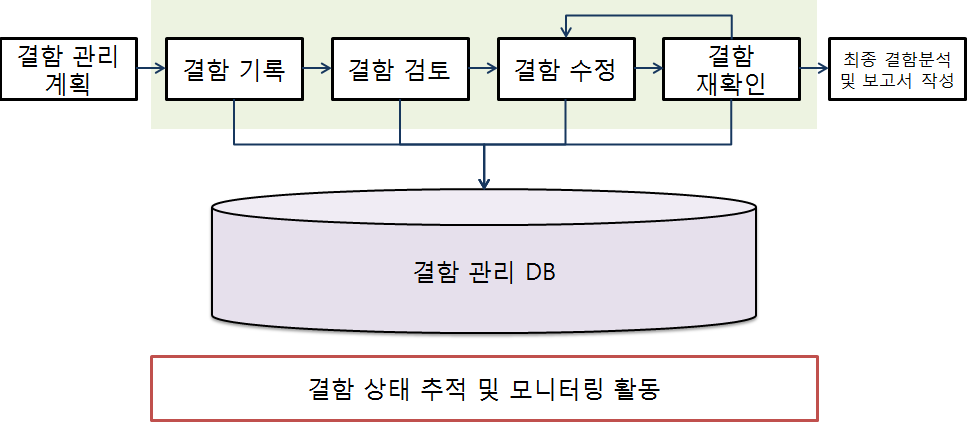 결함 관리
계획
결함 기록
결함 검토
결함 수정
결함
재확인
최종 결함분석
및 보고서 작성
결함 관리 DB
결함 상태 추적 및 모니터링 활동